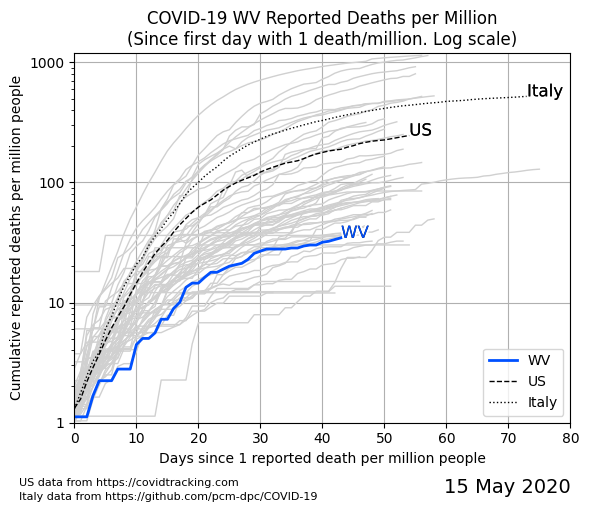 COVID-19 WV Reported Deaths per Million
(Since first day with 1 death/million. Log scale)
Cumulative reported deaths per million people
1000
100
10
1
Italy
US
WV
WV
US
Italy
0 10 20 30 40 50 60 70 80
Days since 1 reported death per million people
US data from https://covidtracking.com
Italy data from https://github.com/pcm-dpc/COVID-19
15 May 2020